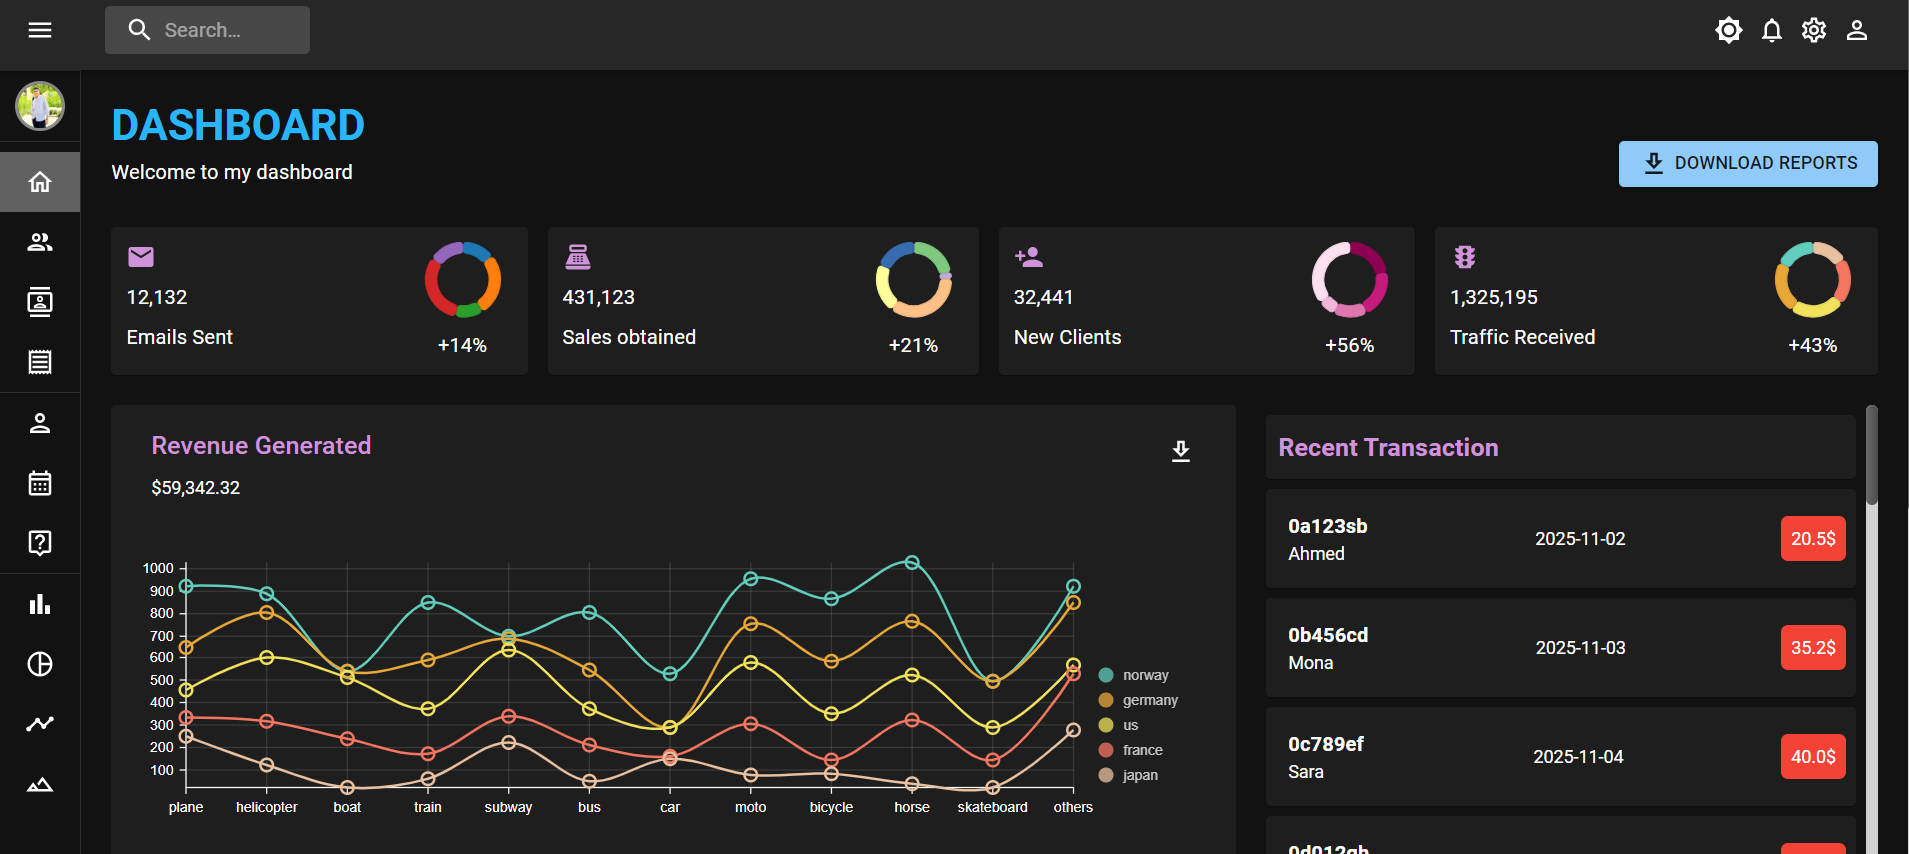 Search...
DASHBOARD
Welcome to my dashboard
DOWNLOAD REPORTS
12,132
Emails Sent
+14%
431,123
Sales obtained
+21%
32,441
New Clients
+56%
1,325,195
Traffic Received
+43%
Revenue Generated
$59,342.32
1000
900
800
700
600
500
400
300
200
100
plane helicopter boat train subway bus car moto bicycle horse skateboard others
norway
germany
us
france
japan
Recent Transaction
0a123sb
Ahmed
2025-11-02
20.5$
0b456cd
Mona
2025-11-03
35.2$
0c789ef
Sara
2025-11-04
40.0$